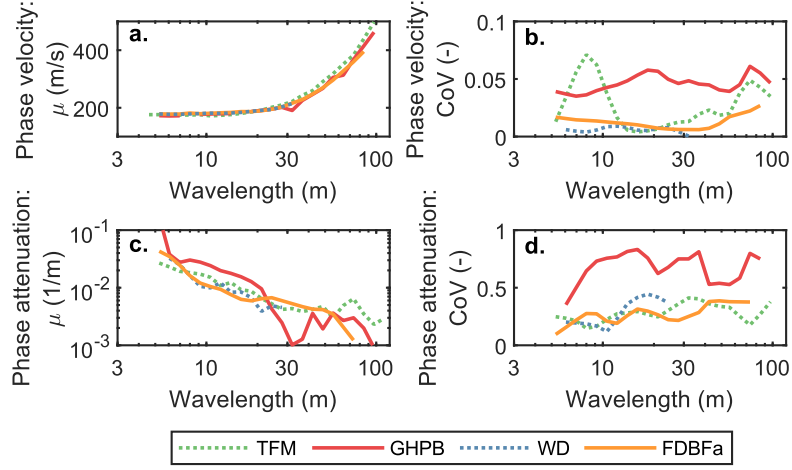 Phase velocity:
μ (m/s)
400
200
a.
3 10 30 100
Wavelength (m)
Phase velocity:
CoV (-)
0.1
0.05
0
b.
3 10 30 100
Wavelength (m)
Phase attenuation:
μ (1/m)
10⁻¹
10⁻²
10⁻³
c.
3 10 30 100
Wavelength (m)
Phase attenuation:
CoV (-)
1
0.5
0
d.
3 10 30 100
Wavelength (m)
TFM GHPB WD FDBFa